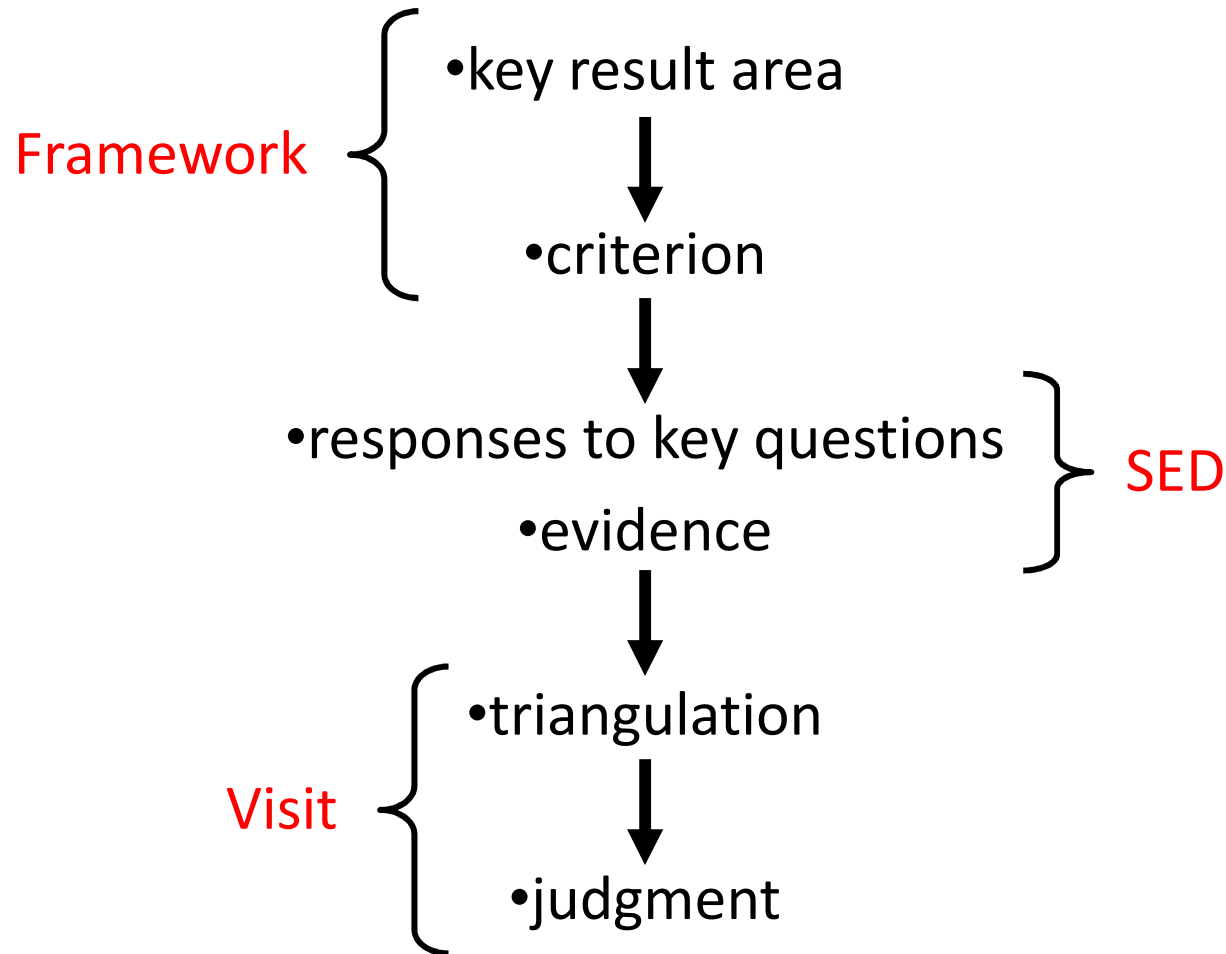 •key result area
Framework
•criterion
•responses to key questions
SED
•evidence
•triangulation
Visit
•judgment